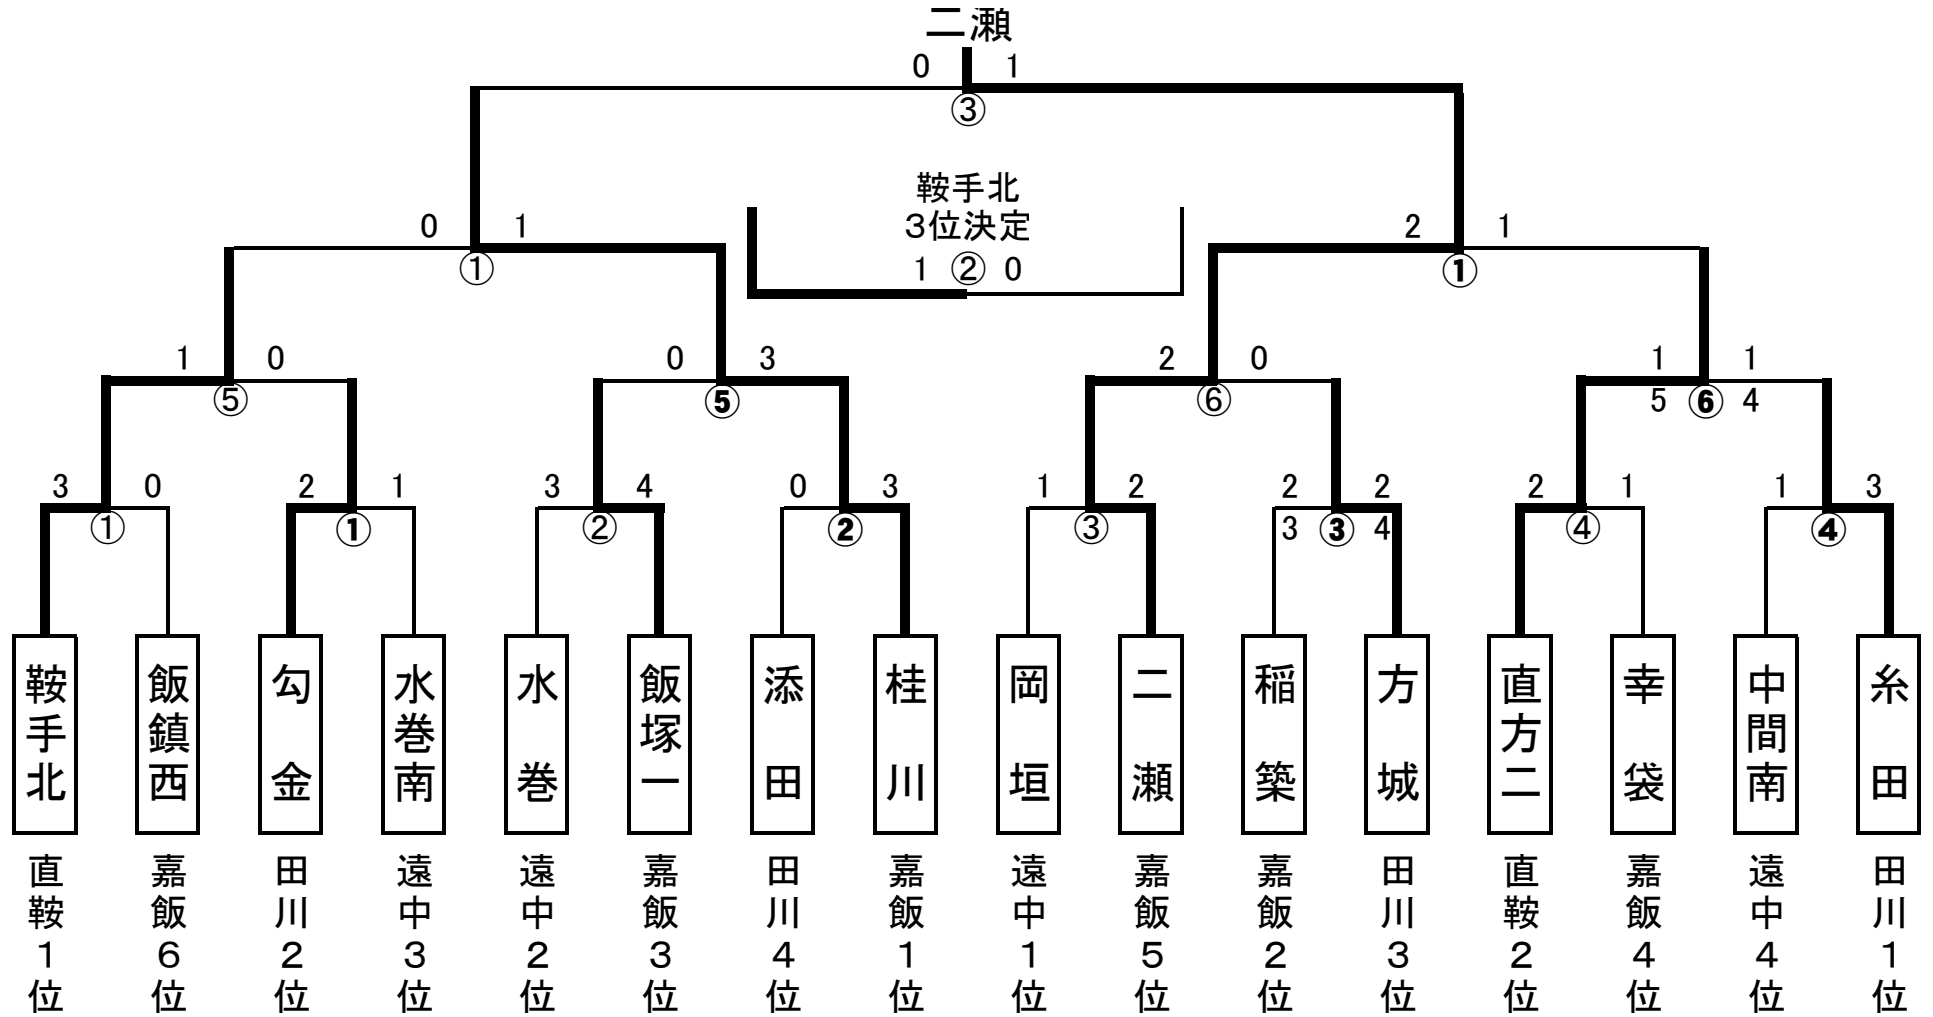 二瀬
0 1
③
鞍手北
3位決定
1 ② 0
0 1
①
2 1
①
1 0
⑤
0 3
⑤
2 0
⑥
1 1
5 ⑥ 4
3 0
①
2 1
①
3 4
②
0 3
②
1 2
③
2 2
3 ③ 4
2 1
④
1 3
④
鞍手北
飯鎮西
勾金
水巻南
水巻
飯塚一
添田
桂川
岡垣
二瀬
稲築
方城
直方二
幸袋
中間南
糸田
直鞍1位
嘉飯6位
田川2位
遠中3位
遠中2位
嘉飯3位
田川4位
嘉飯1位
遠中1位
嘉飯5位
嘉飯2位
田川3位
直鞍2位
嘉飯4位
遠中4位
田川1位